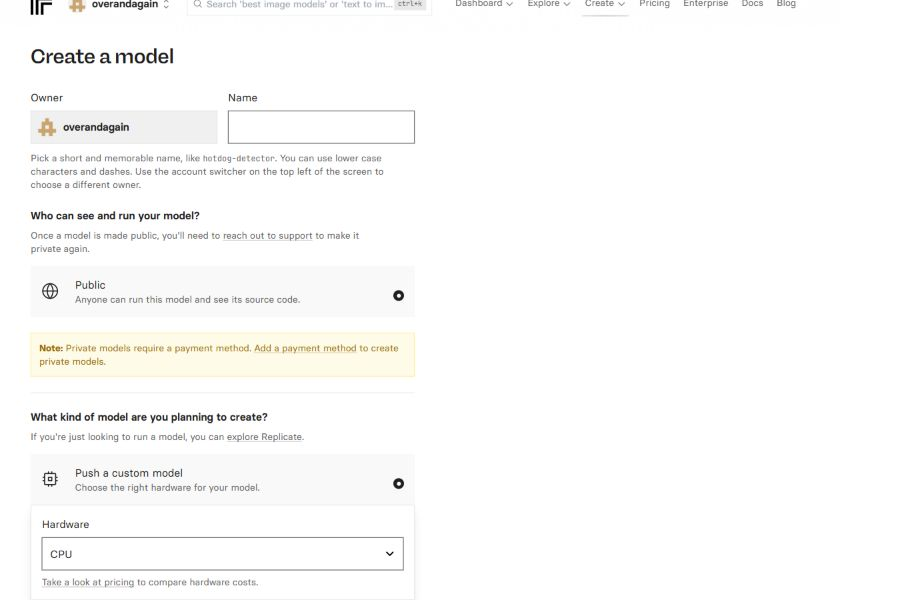 overandagain
Search 'best image models' or 'text to im... ctrl+k
Dashboard Explore Create Pricing Enterprise Docs Blog
Create a model
Owner Name
overandagain
Pick a short and memorable name, like hotdog-detector. You can use lower case
characters and dashes. Use the account switcher on the top left of the screen to
choose a different owner.
Who can see and run your model?
Once a model is made public, you'll need to reach out to support to make it
private again.
Public
Anyone can run this model and see its source code.
Note: Private models require a payment method. Add a payment method to create
private models.
What kind of model are you planning to create?
If you're just looking to run a model, you can explore Replicate.
Push a custom model
Choose the right hardware for your model.
Hardware
CPU
Take a look at pricing to compare hardware costs.